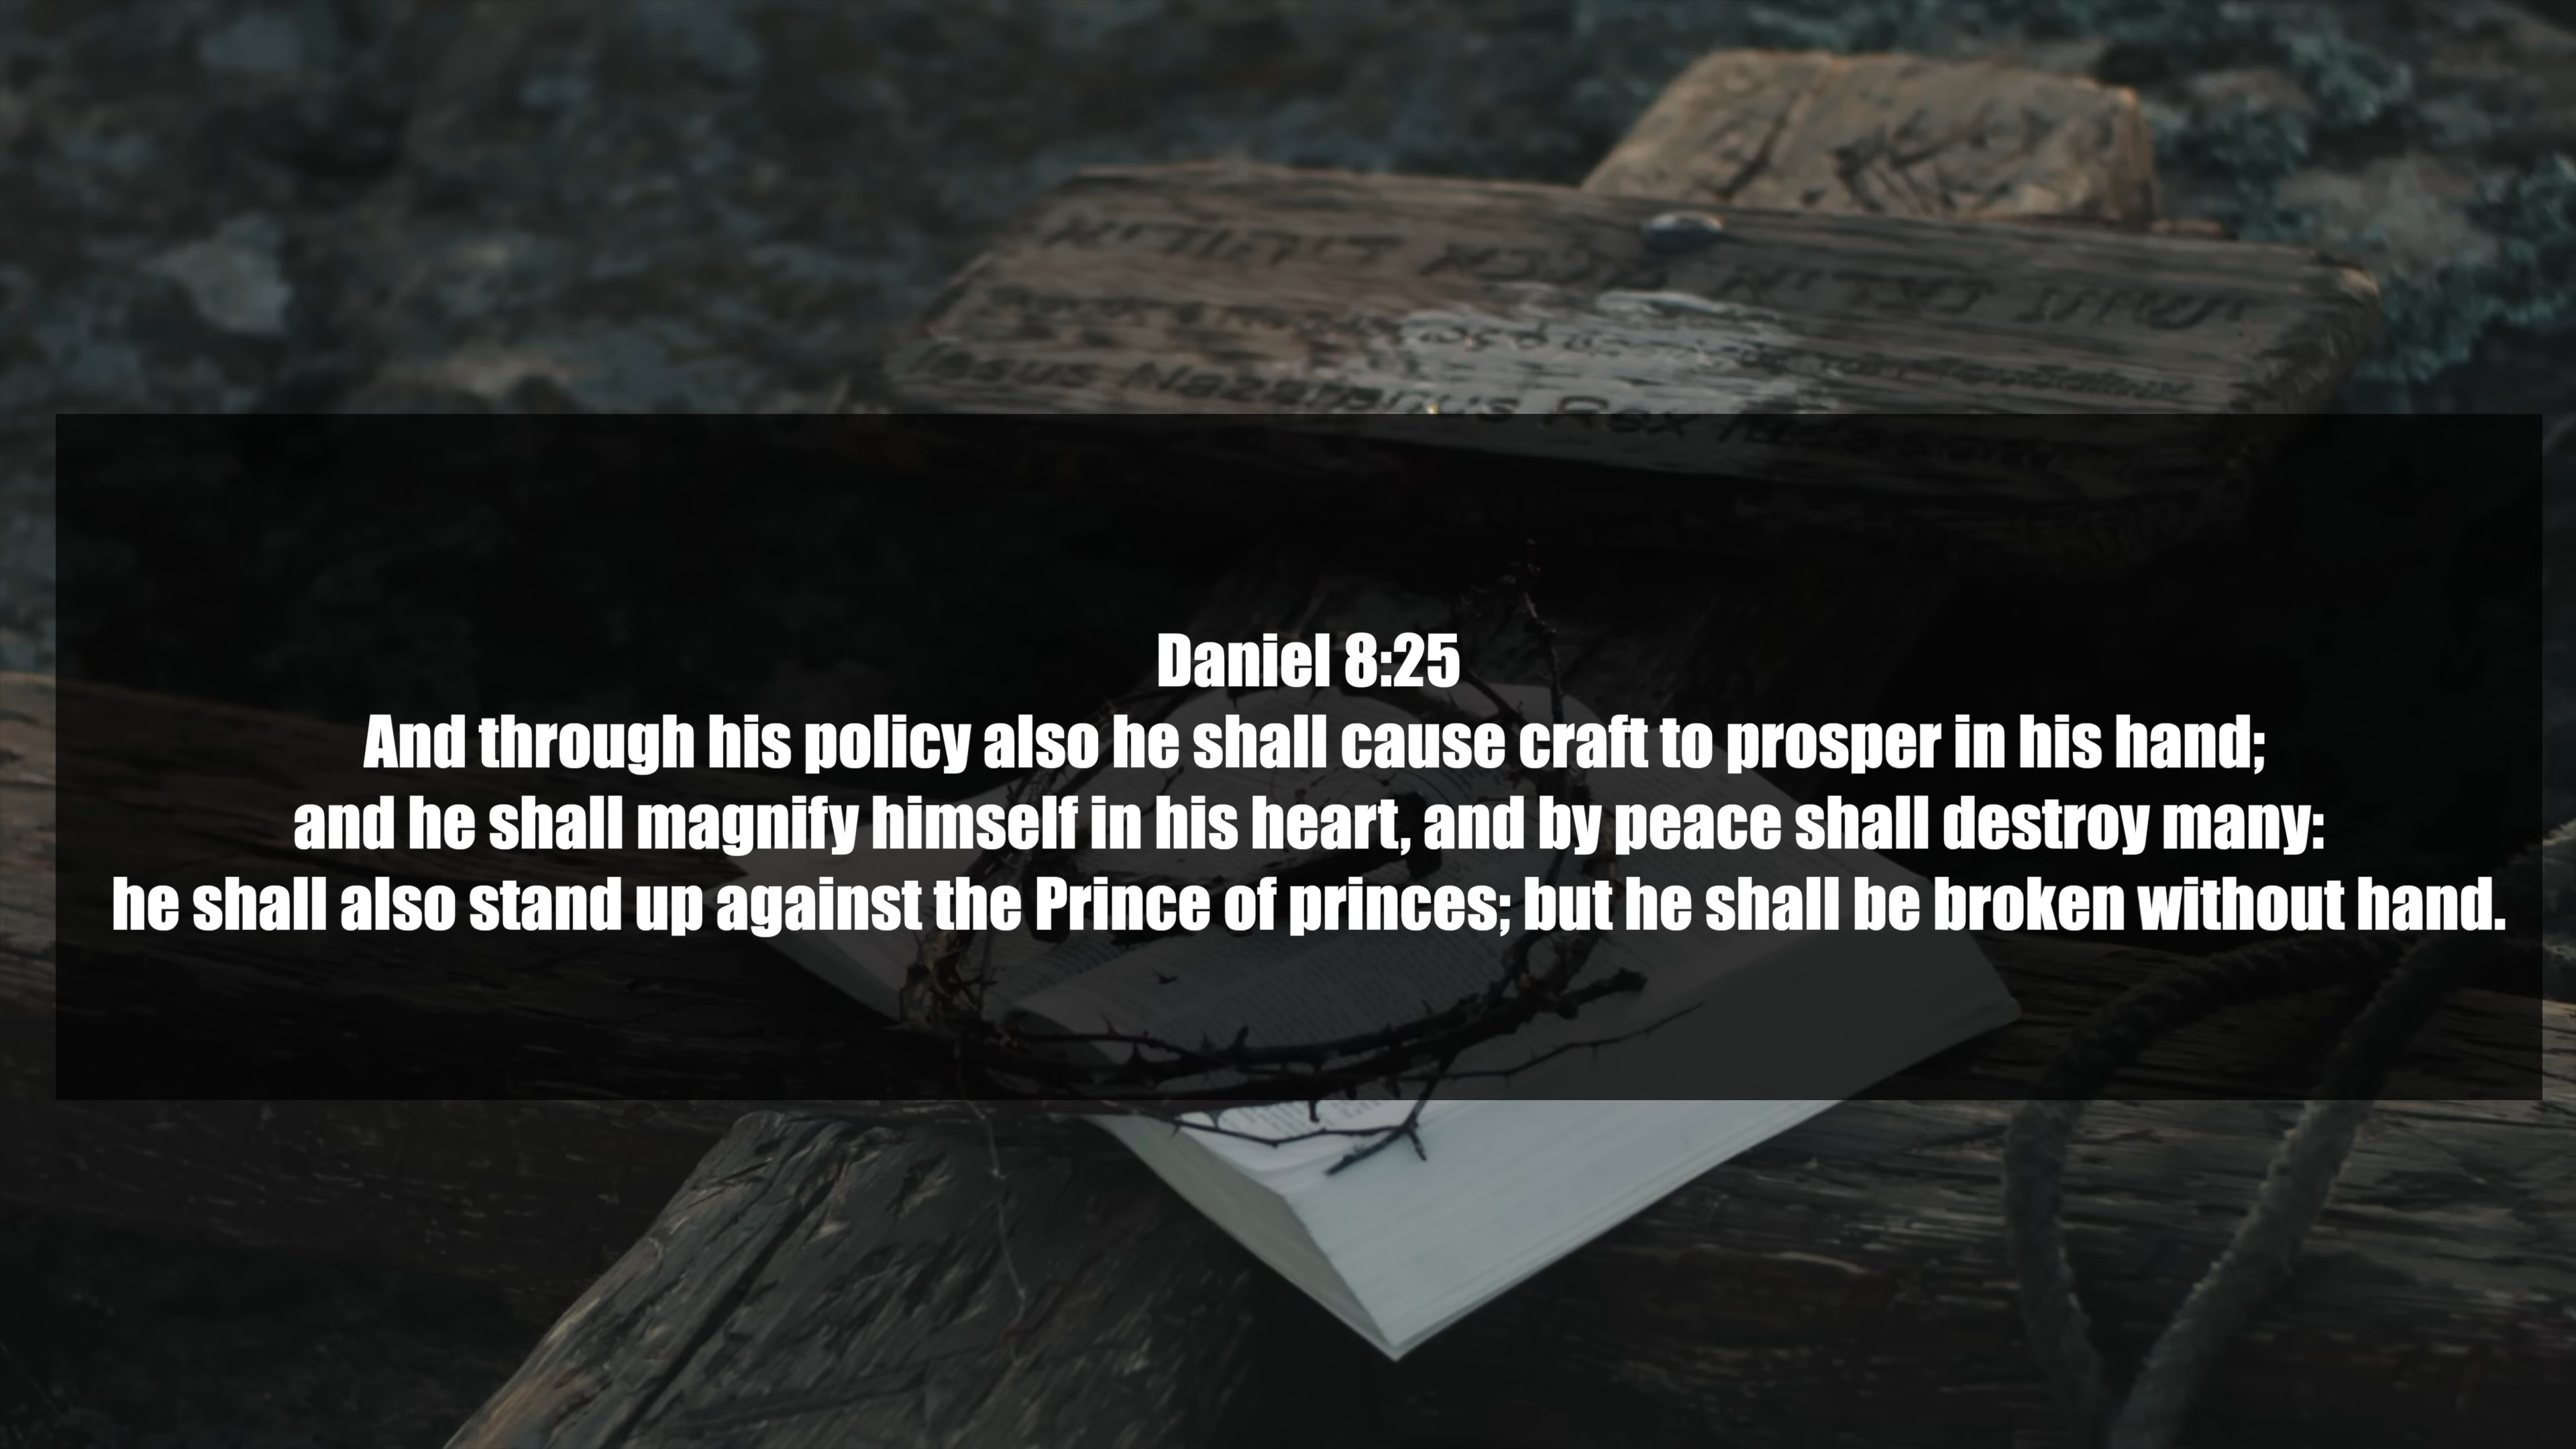 Iesus Nazarenus Rex
Daniel 8:25
And through his policy also he shall cause craft to prosper in his hand;
and he shall magnify himself in his heart, and by peace shall destroy many:
he shall also stand up against the Prince of princes; but he shall be broken without hand.